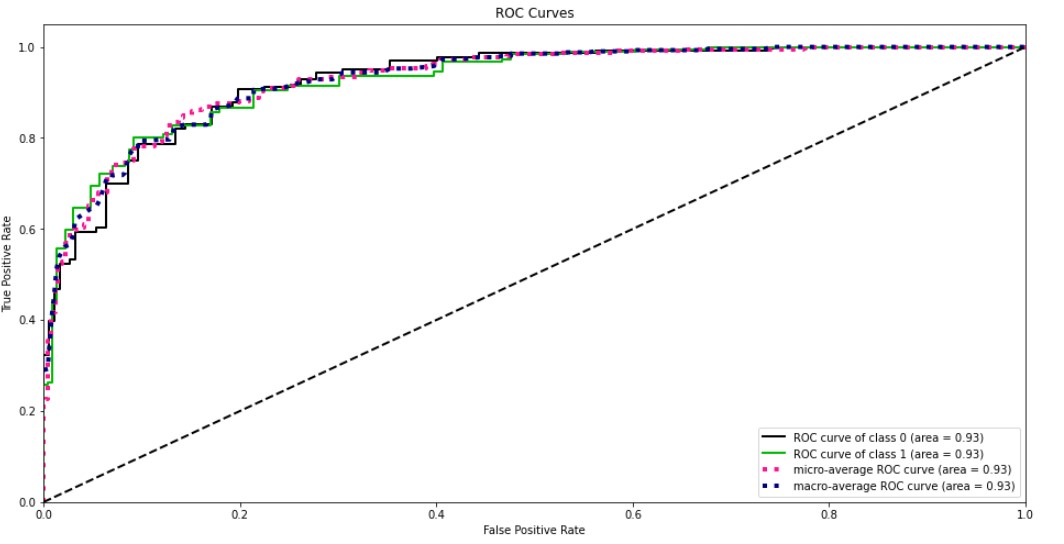 ROC Curves
1.0
0.8
0.6
0.4
0.2
0.0
True Positive Rate
0.0 0.2 0.4 0.6 0.8 1.0
False Positive Rate
ROC curve of class 0 (area = 0.93)
ROC curve of class 1 (area = 0.93)
micro-average ROC curve (area = 0.93)
macro-average ROC curve (area = 0.93)